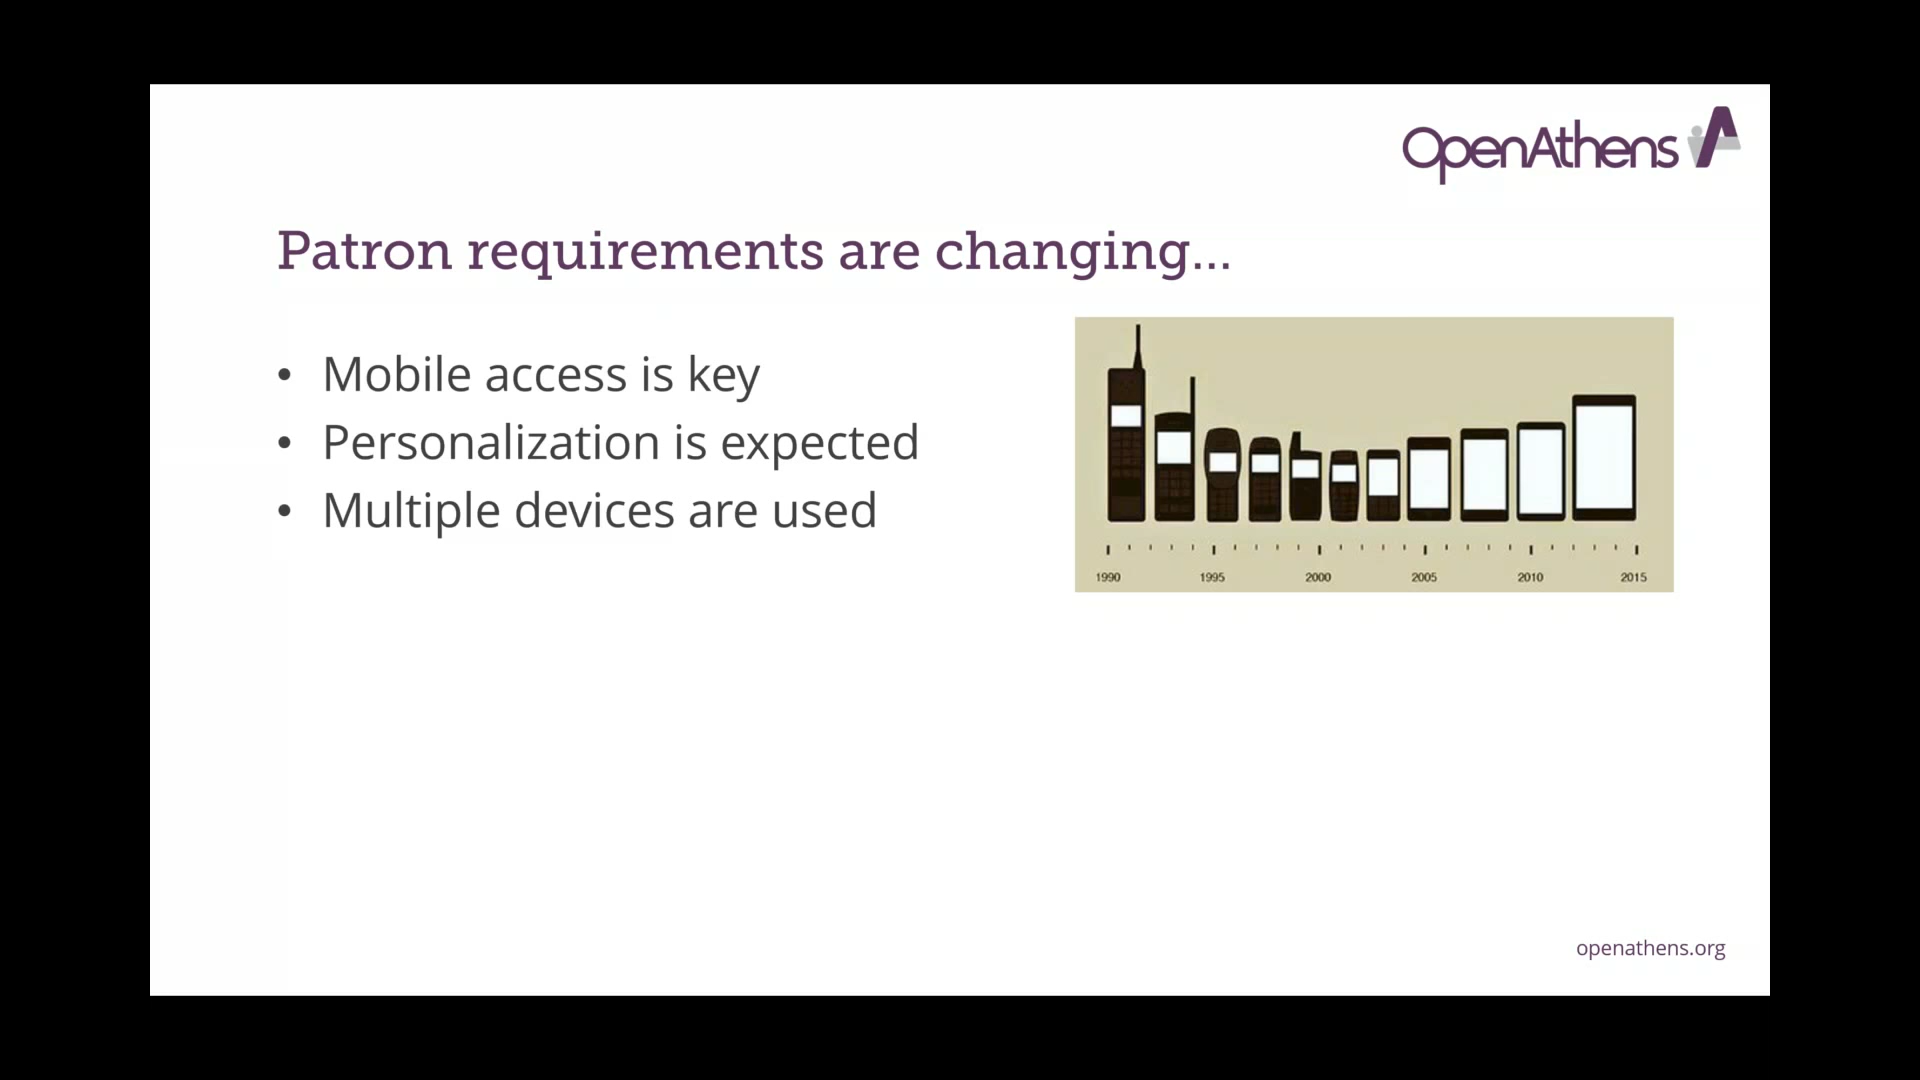 OpenAthens
Patron requirements are changing...
• Mobile access is key
• Personalization is expected
• Multiple devices are used
1990 1995 2000 2005 2010 2015
openathens.org